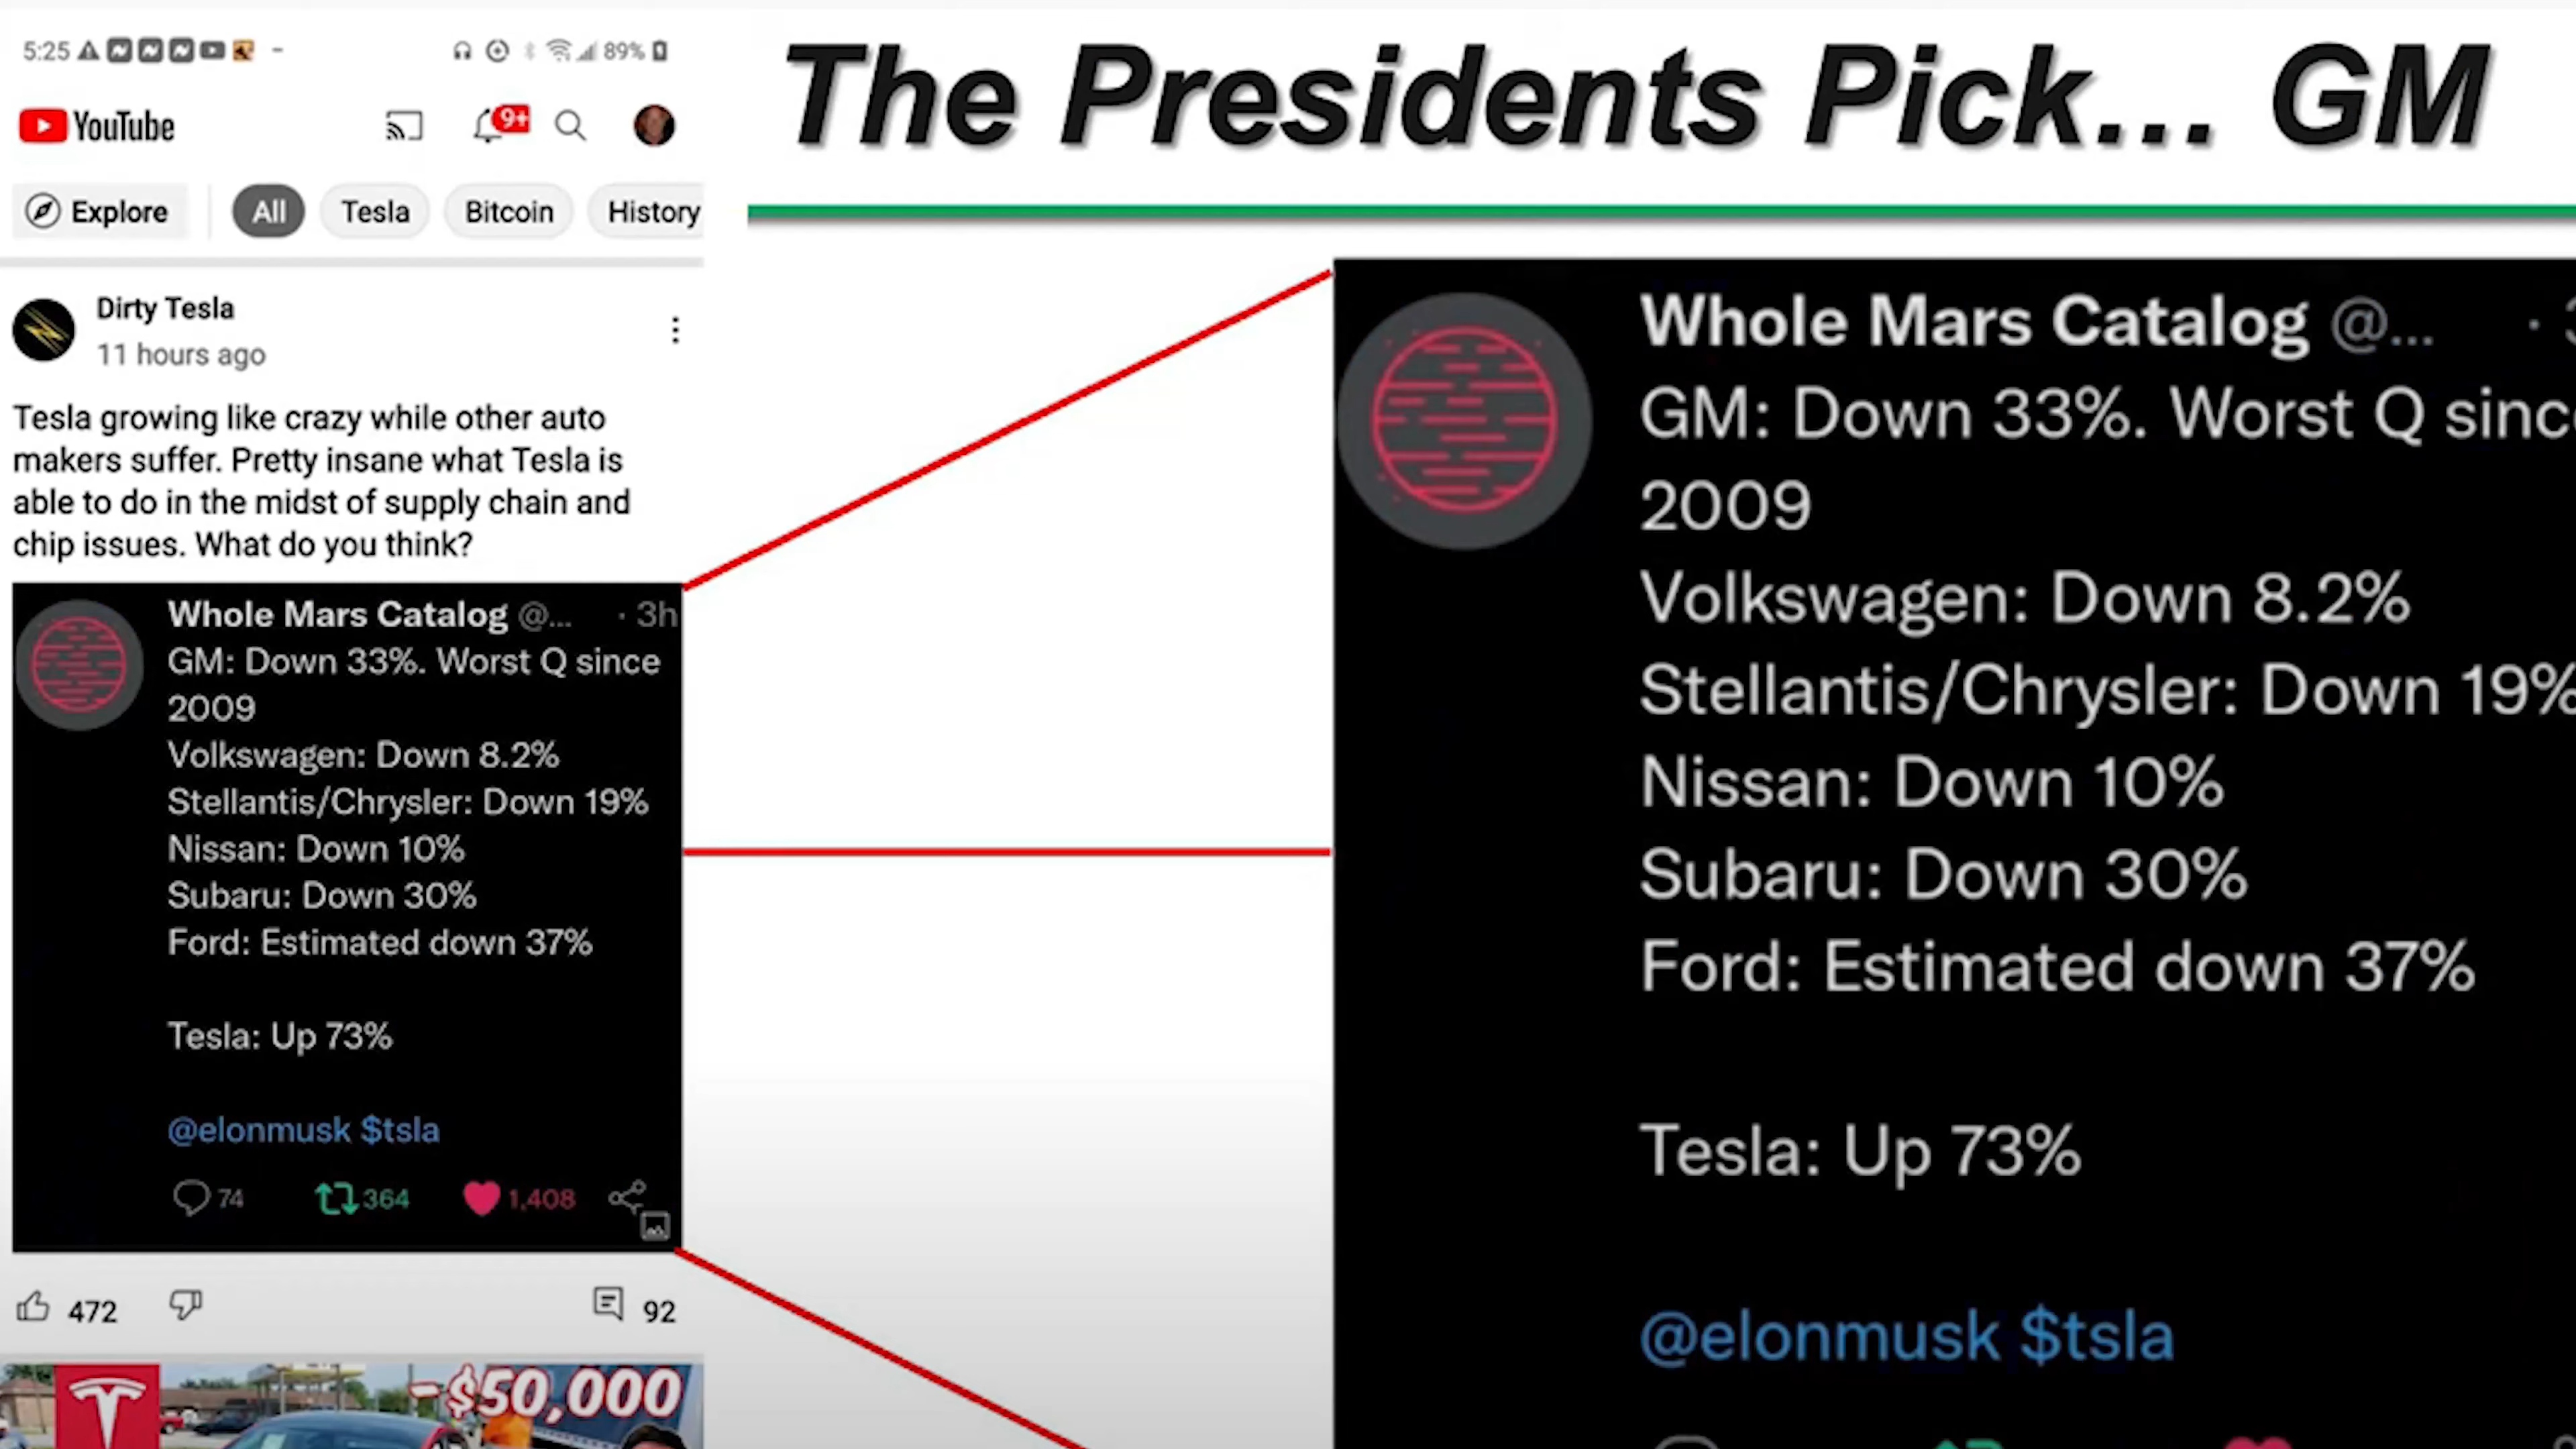 5:25
89%
The Presidents Pick... GM
YouTube
9+
Explore
All
Tesla
Bitcoin
History
Dirty Tesla
11 hours ago
Tesla growing like crazy while other auto
makers suffer. Pretty insane what Tesla is
able to do in the midst of supply chain and
chip issues. What do you think?
Whole Mars Catalog @... · 3h
GM: Down 33%. Worst Q since
2009
Volkswagen: Down 8.2%
Stellantis/Chrysler: Down 19%
Nissan: Down 10%
Subaru: Down 30%
Ford: Estimated down 37%
Tesla: Up 73%
@elonmusk $tsla
74
364
1,408
472
92
-$50,000
Whole Mars Catalog @... ·
GM: Down 33%. Worst Q sinc
2009
Volkswagen: Down 8.2%
Stellantis/Chrysler: Down 19%
Nissan: Down 10%
Subaru: Down 30%
Ford: Estimated down 37%
Tesla: Up 73%
@elonmusk $tsla